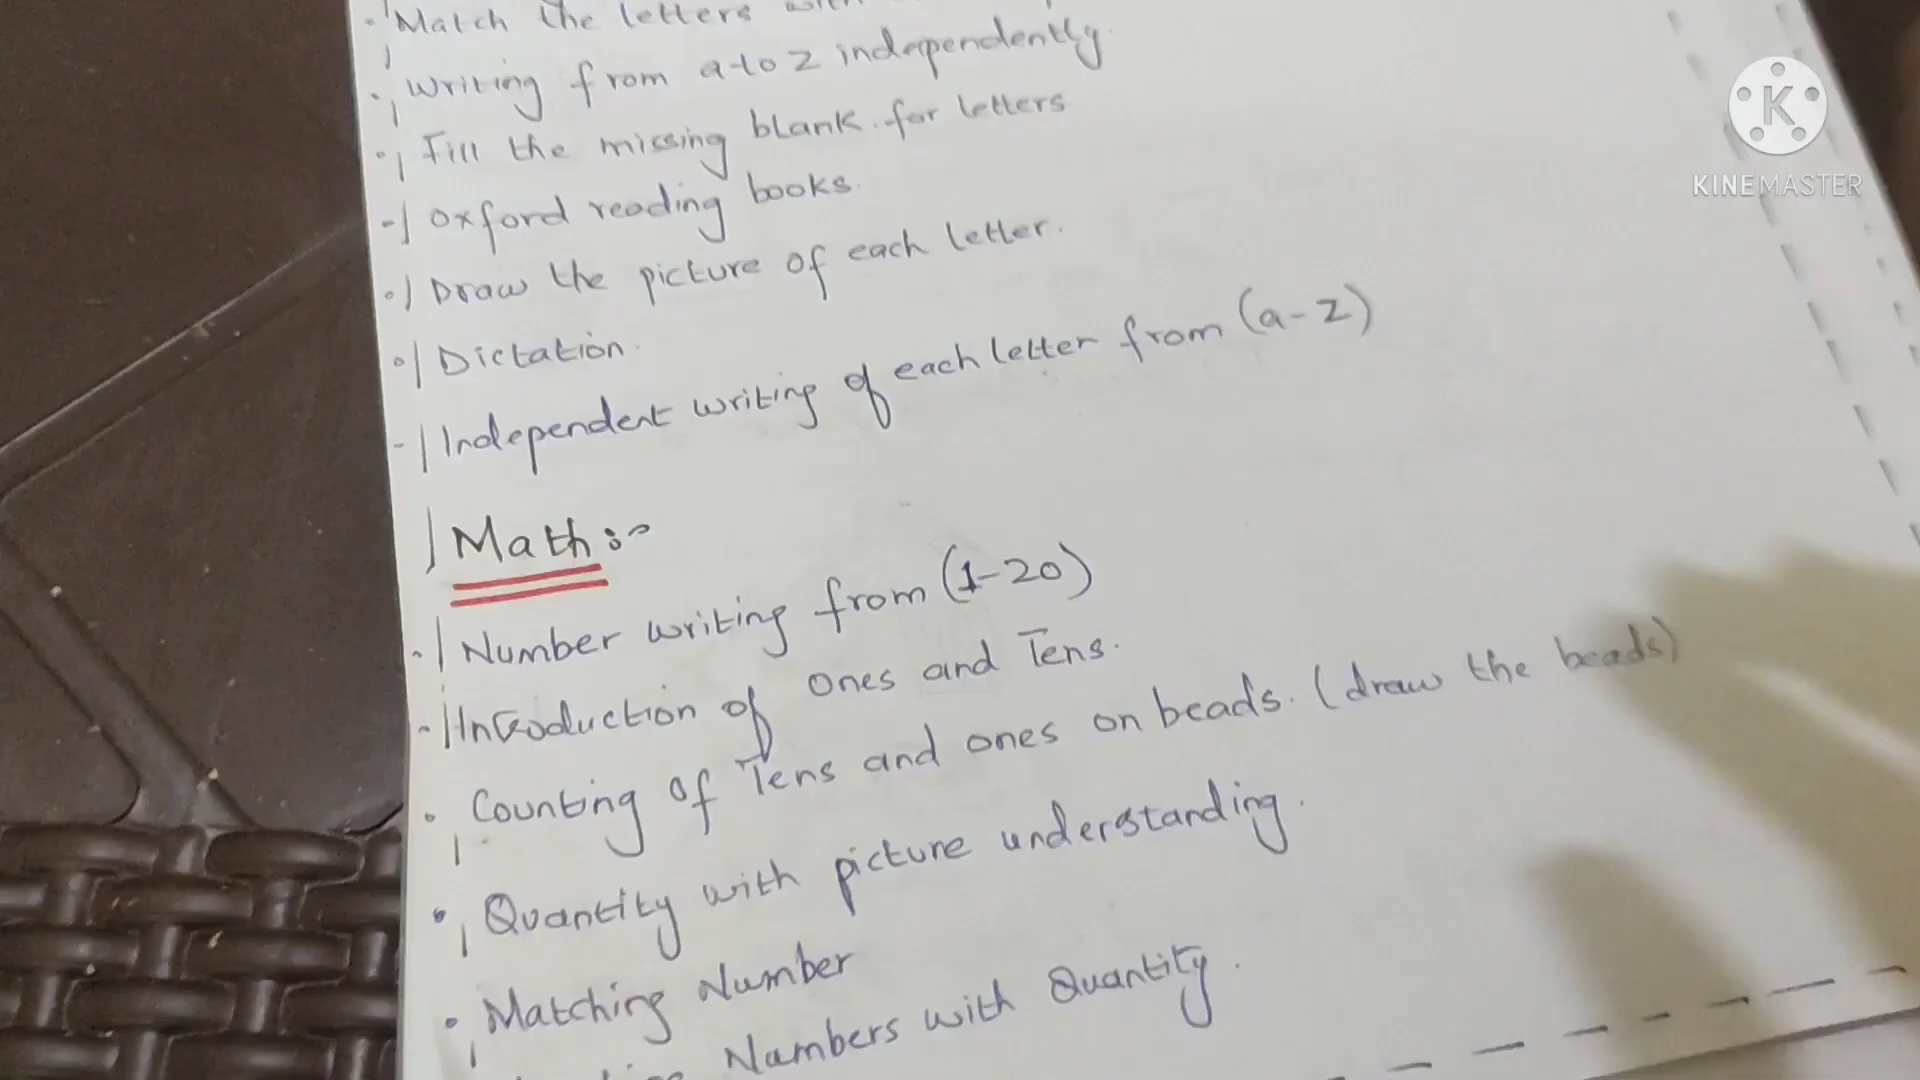 Match the letters
Writing from a to z independently.
Fill the missing blank for letters
Oxford reading books.
Draw the picture of each letter.
Dictation.
Independent writing of each letter from (a-z)
Math:-
Number writing from (1-20)
Introduction of Ones and Tens.
Counting of Tens and ones on beads. (draw the beads)
Quantity with picture understanding.
Matching Number
Numbers with Quantity.
K
KINEMASTER